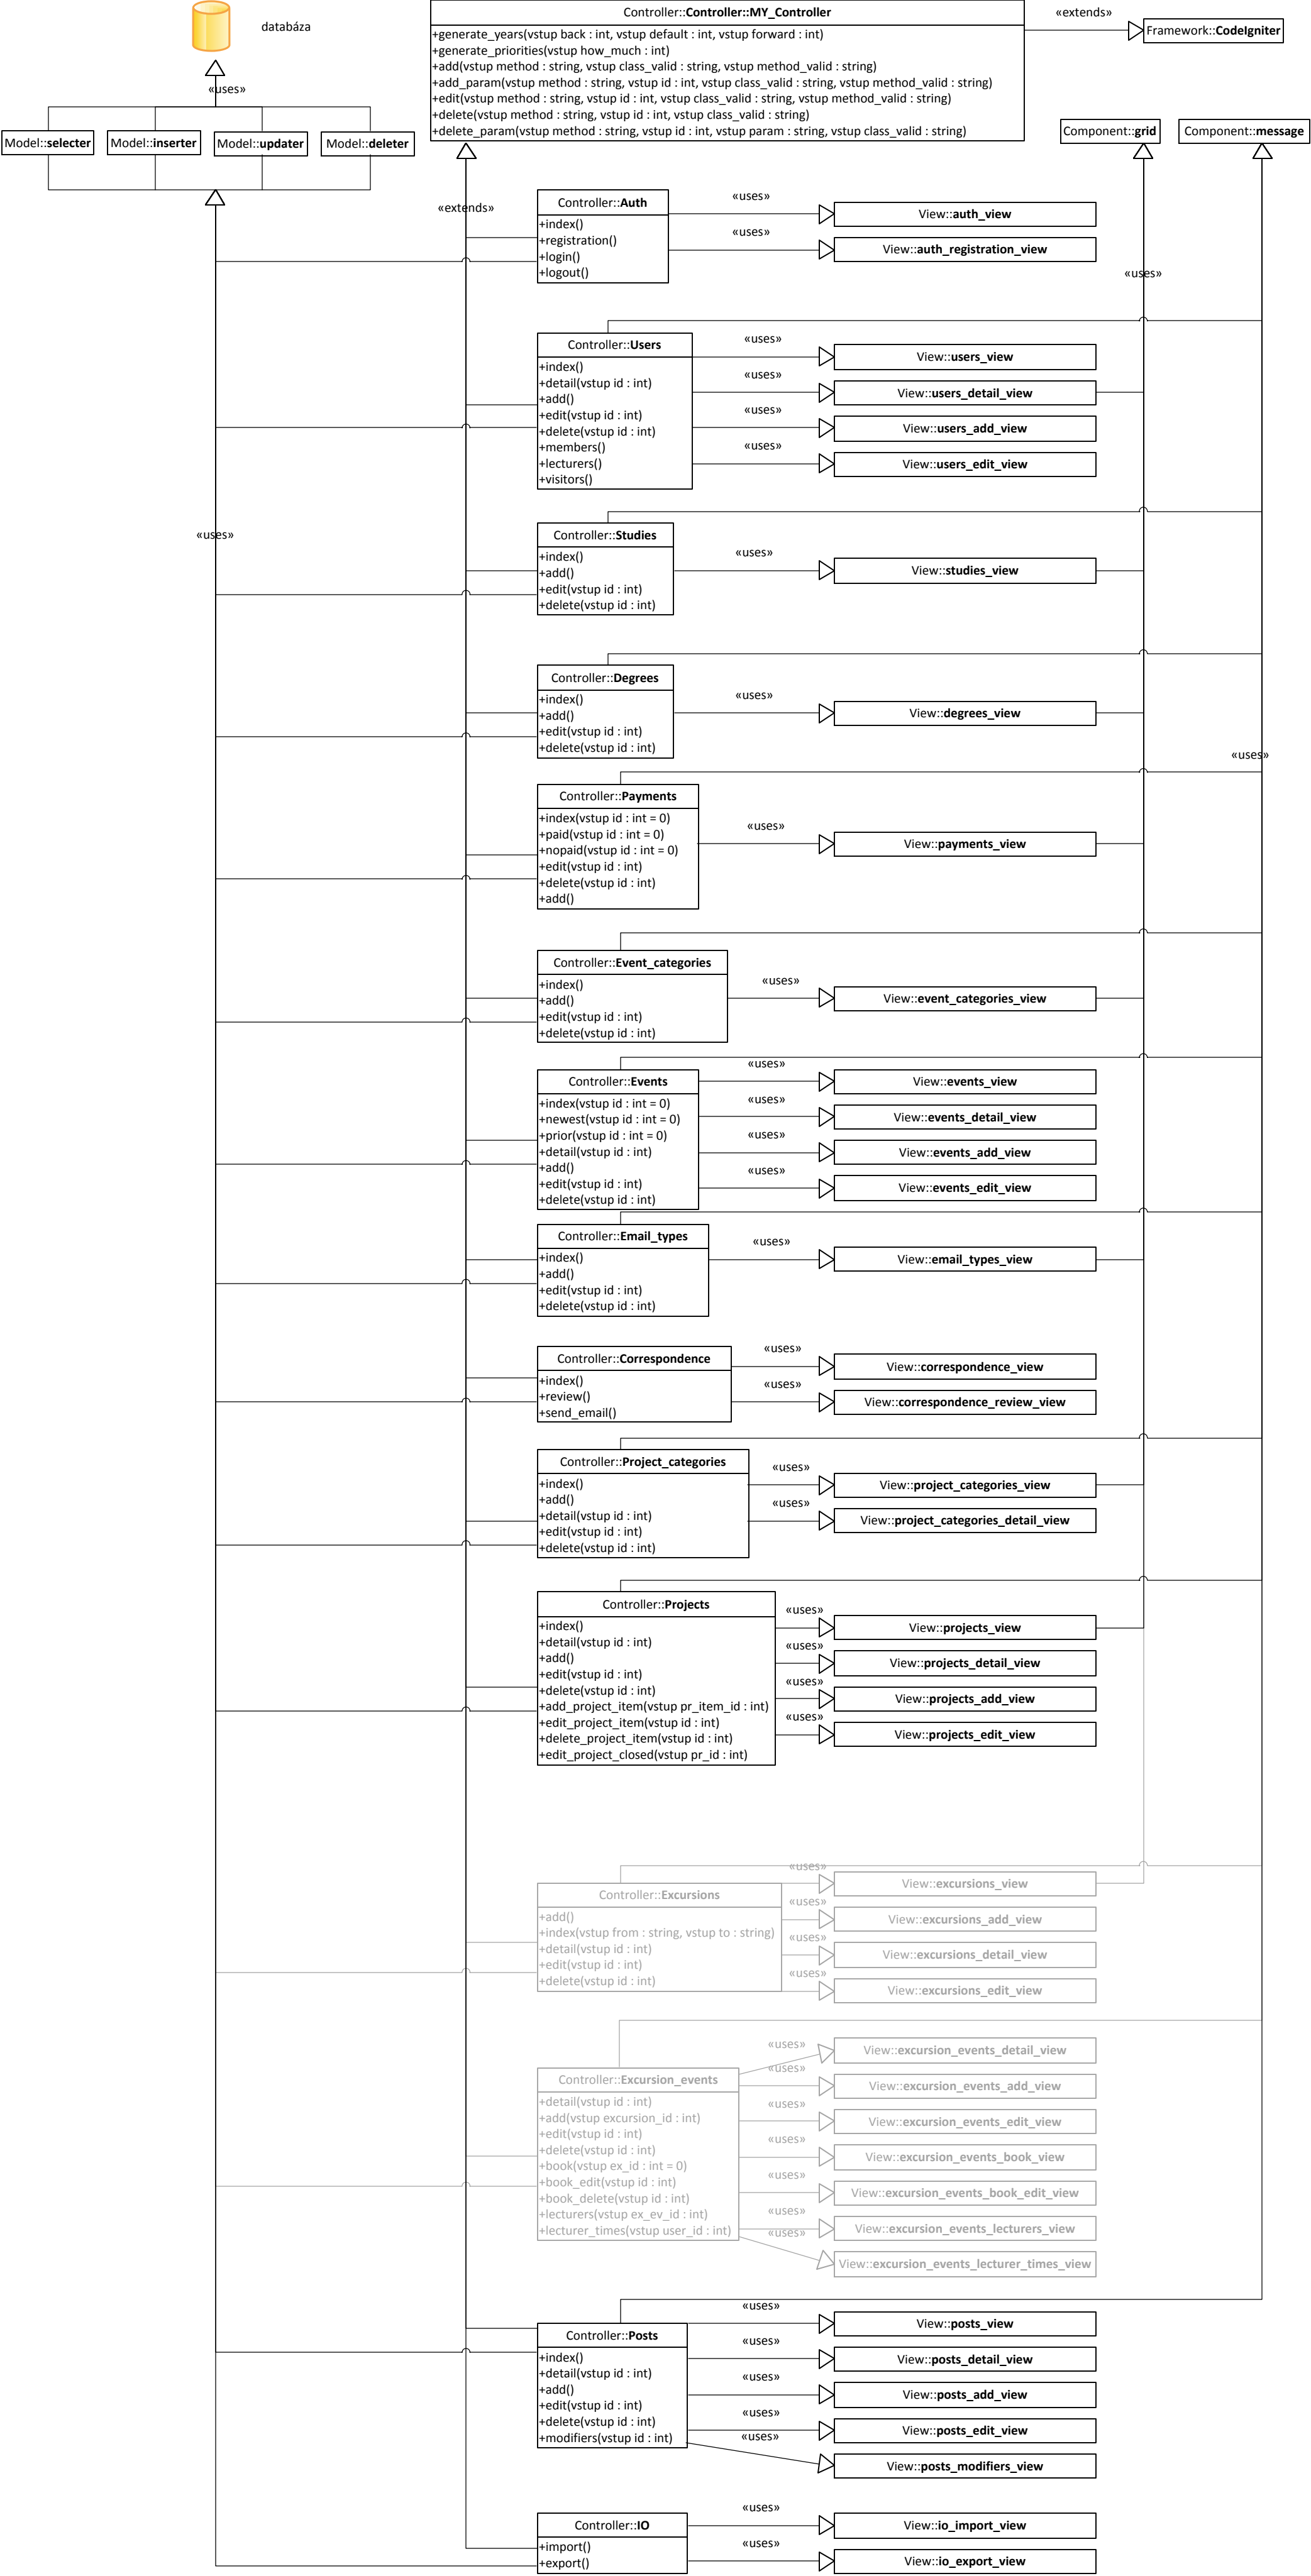 databáza
«uses»
Model::selecter
Model::inserter
Model::updater
Model::deleter
Controller::Controller::MY_Controller
+generate_years(vstup back : int, vstup default : int, vstup forward : int)
+generate_priorities(vstup how_much : int)
+add(vstup method : string, vstup class_valid : string, vstup method_valid : string)
+add_param(vstup method : string, vstup id : int, vstup class_valid : string, vstup method_valid : string)
+edit(vstup method : string, vstup id : int, vstup class_valid : string, vstup method_valid : string)
+delete(vstup method : string, vstup id : int, vstup class_valid : string)
+delete_param(vstup method : string, vstup id : int, vstup param : string, vstup class_valid : string)
«extends»
Framework::CodeIgniter
Component::grid
Component::message
«extends»
«uses»
«uses»
«uses»
Controller::Auth
+index()
+registration()
+login()
+logout()
«uses»
View::auth_view
«uses»
View::auth_registration_view
Controller::Users
+index()
+detail(vstup id : int)
+add()
+edit(vstup id : int)
+delete(vstup id : int)
+members()
+lecturers()
+visitors()
«uses»
View::users_view
«uses»
View::users_detail_view
«uses»
View::users_add_view
«uses»
View::users_edit_view
Controller::Studies
+index()
+add()
+edit(vstup id : int)
+delete(vstup id : int)
«uses»
View::studies_view
Controller::Degrees
+index()
+add()
+edit(vstup id : int)
+delete(vstup id : int)
«uses»
View::degrees_view
Controller::Payments
+index(vstup id : int = 0)
+paid(vstup id : int = 0)
+nopaid(vstup id : int = 0)
+edit(vstup id : int)
+delete(vstup id : int)
+add()
«uses»
View::payments_view
Controller::Event_categories
+index()
+add()
+edit(vstup id : int)
+delete(vstup id : int)
«uses»
View::event_categories_view
Controller::Events
+index(vstup id : int = 0)
+newest(vstup id : int = 0)
+prior(vstup id : int = 0)
+detail(vstup id : int)
+add()
+edit(vstup id : int)
+delete(vstup id : int)
«uses»
View::events_view
«uses»
View::events_detail_view
«uses»
View::events_add_view
«uses»
View::events_edit_view
Controller::Email_types
+index()
+add()
+edit(vstup id : int)
+delete(vstup id : int)
«uses»
View::email_types_view
Controller::Correspondence
+index()
+review()
+send_email()
«uses»
View::correspondence_view
«uses»
View::correspondence_review_view
Controller::Project_categories
+index()
+add()
+detail(vstup id : int)
+edit(vstup id : int)
+delete(vstup id : int)
«uses»
View::project_categories_view
«uses»
View::project_categories_detail_view
Controller::Projects
+index()
+detail(vstup id : int)
+add()
+edit(vstup id : int)
+delete(vstup id : int)
+add_project_item(vstup pr_item_id : int)
+edit_project_item(vstup id : int)
+delete_project_item(vstup id : int)
+edit_project_closed(vstup pr_id : int)
«uses»
View::projects_view
«uses»
View::projects_detail_view
«uses»
View::projects_add_view
«uses»
View::projects_edit_view
Controller::Excursions
+add()
+index(vstup from : string, vstup to : string)
+detail(vstup id : int)
+edit(vstup id : int)
+delete(vstup id : int)
«uses»
View::excursions_view
«uses»
View::excursions_add_view
«uses»
View::excursions_detail_view
«uses»
View::excursions_edit_view
Controller::Excursion_events
+detail(vstup id : int)
+add(vstup excursion_id : int)
+edit(vstup id : int)
+delete(vstup id : int)
+book(vstup ex_id : int = 0)
+book_edit(vstup id : int)
+book_delete(vstup id : int)
+lecturers(vstup ex_ev_id : int)
+lecturer_times(vstup user_id : int)
«uses»
View::excursion_events_detail_view
«uses»
View::excursion_events_add_view
«uses»
View::excursion_events_edit_view
«uses»
View::excursion_events_book_view
«uses»
View::excursion_events_book_edit_view
«uses»
View::excursion_events_lecturers_view
«uses»
View::excursion_events_lecturer_times_view
Controller::Posts
+index()
+detail(vstup id : int)
+add()
+edit(vstup id : int)
+delete(vstup id : int)
+modifiers(vstup id : int)
«uses»
View::posts_view
«uses»
View::posts_detail_view
«uses»
View::posts_add_view
«uses»
View::posts_edit_view
«uses»
View::posts_modifiers_view
Controller::IO
+import()
+export()
«uses»
View::io_import_view
«uses»
View::io_export_view